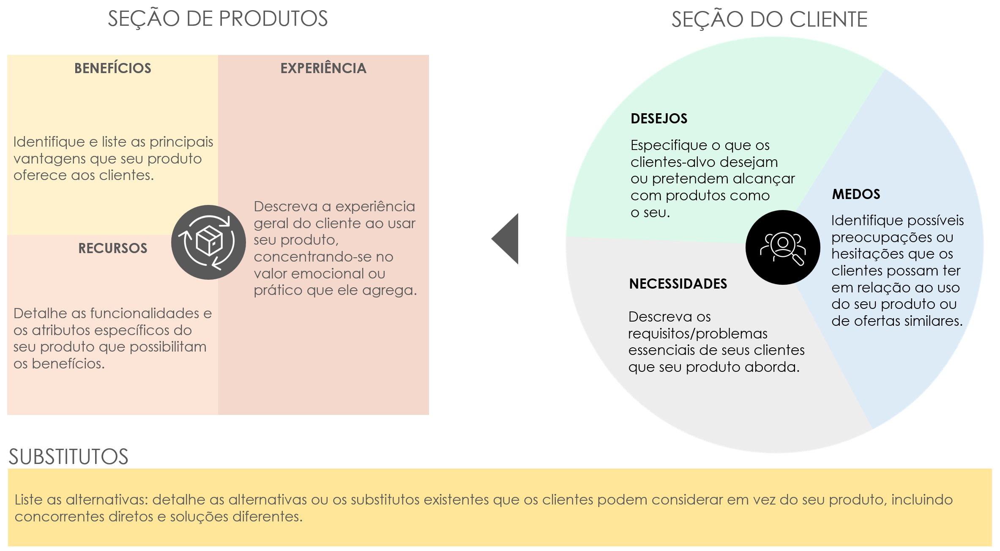 SEÇÃO DE PRODUTOS
BENEFÍCIOS
Identifique e liste as principais
vantagens que seu produto
oferece aos clientes.
EXPERIÊNCIA
Descreva a experiência
geral do cliente ao usar
seu produto,
concentrando-se no
valor emocional ou
prático que ele agrega.
RECURSOS
Detalhe as funcionalidades e
os atributos específicos do
seu produto que possibilitam
os benefícios.
SEÇÃO DO CLIENTE
DESEJOS
Especifique o que os
clientes-alvo desejam
ou pretendem alcançar
com produtos como
o seu.
MEDOS
Identifique possíveis
preocupações ou
hesitações que os
clientes possam ter
em relação ao uso
do seu produto ou
de ofertas similares.
NECESSIDADES
Descreva os
requisitos/problemas
essenciais de seus clientes
que seu produto aborda.
SUBSTITUTOS
Liste as alternativas: detalhe as alternativas ou os substitutos existentes que os clientes podem considerar em vez do seu produto, incluindo
concorrentes diretos e soluções diferentes.